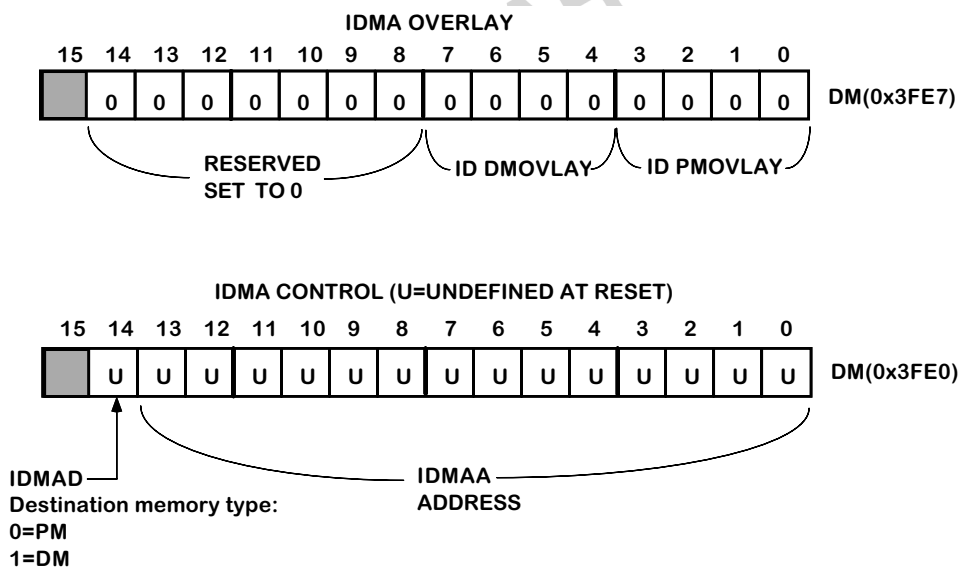 IDMA OVERLAY
15 14 13 12 11 10 9 8 7 6 5 4 3 2 1 0
0 0 0 0 0 0 0 0 0 0 0 0 0 0 0 DM(0x3FE7)
RESERVED
SET TO 0
ID DMOVLAY
ID PMOVLAY
IDMA CONTROL (U=UNDEFINED AT RESET)
15 14 13 12 11 10 9 8 7 6 5 4 3 2 1 0
U U U U U U U U U U U U U U U DM(0x3FE0)
IDMAD
Destination memory type:
0=PM
1=DM
IDMAA
ADDRESS